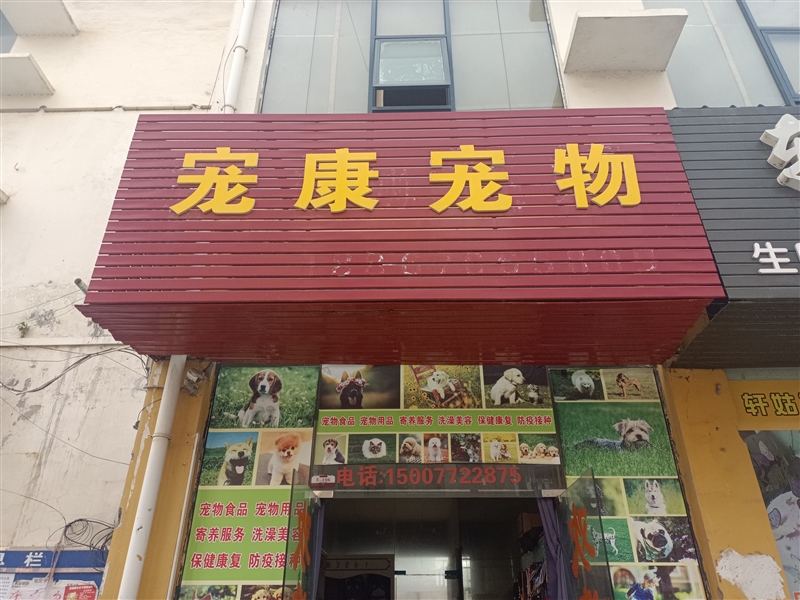 宠康宠物
生
轩姑
宠物食品 宠物用品 寄养服务 洗澡美容 保健康复 防疫接种
电话:15007722875
宠物食品 宠物用品
寄养服务 洗澡美容
保健康复 防疫接种
栏